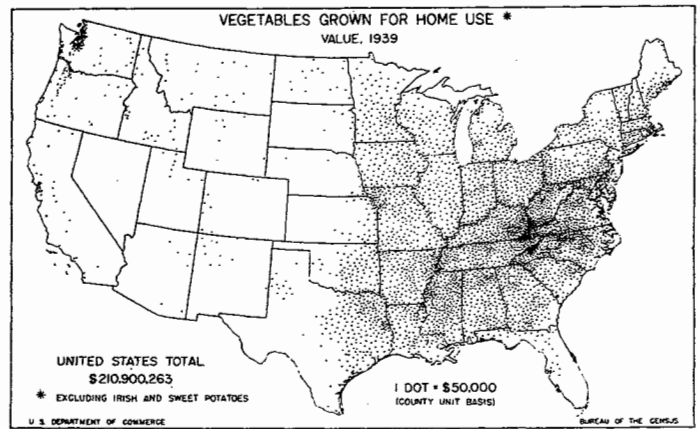 VEGETABLES GROWN FOR HOME USE *
VALUE, 1939
UNITED STATES TOTAL
$210,900,263
* EXCLUDING IRISH AND SWEET POTATOES
1 DOT = $50,000
(COUNTY UNIT BASIS)
U S DEPARTMENT OF COMMERCE
BUREAU OF THE CENSUS